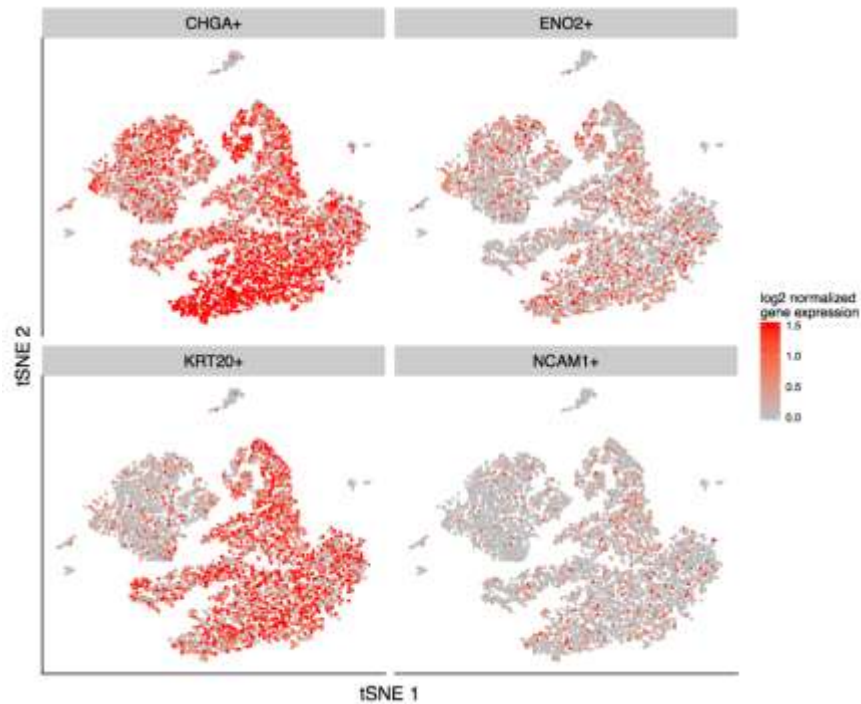 CHGA+
ENO2+
KRT20+
NCAM1+
tSNE 2
tSNE 1
log2 normalized
gene expression
1.5
1.0
0.5
0.0